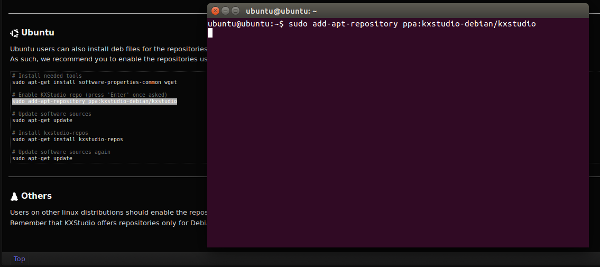 Ubuntu
Ubuntu users can also install deb files for the repositories
As such, we recommend you to enable the repositories us
# Install needed tools
sudo apt-get install software-properties-common wget
# Enable KXStudio repo (press 'Enter' once asked)
sudo add-apt-repository ppa:kxstudio-debian/kxstudio
# Update software sources
sudo apt-get update
# Install kxstudio-repos
sudo apt-get install kxstudio-repos
# Update software sources again
sudo apt-get update
Others
Users on other linux distributions should enable the repos
Remember that KXStudio offers repositories only for Debi
Top
ubuntu@ubuntu: ~
ubuntu@ubuntu:~$ sudo add-apt-repository ppa:kxstudio-debian/kxstudio